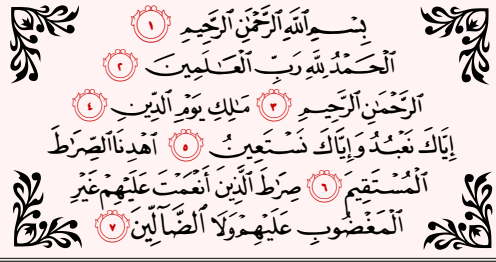 بِسْمِ ٱللَّهِ ٱلرَّحْمَٰنِ ٱلرَّحِيمِ ١
ٱلْحَمْدُ لِلَّهِ رَبِّ ٱلْعَٰلَمِينَ ٢
ٱلرَّحْمَٰنِ ٱلرَّحِيمِ ٣ مَٰلِكِ يَوْمِ ٱلدِّينِ ٤
إِيَّاكَ نَعْبُدُ وَإِيَّاكَ نَسْتَعِينُ ٥ ٱهْدِنَا ٱلصِّرَٰطَ
ٱلْمُسْتَقِيمَ ٦ صِرَٰطَ ٱلَّذِينَ أَنْعَمْتَ عَلَيْهِمْ غَيْرِ
ٱلْمَغْضُوبِ عَلَيْهِمْ وَلَا ٱلضَّآلِّينَ ٧